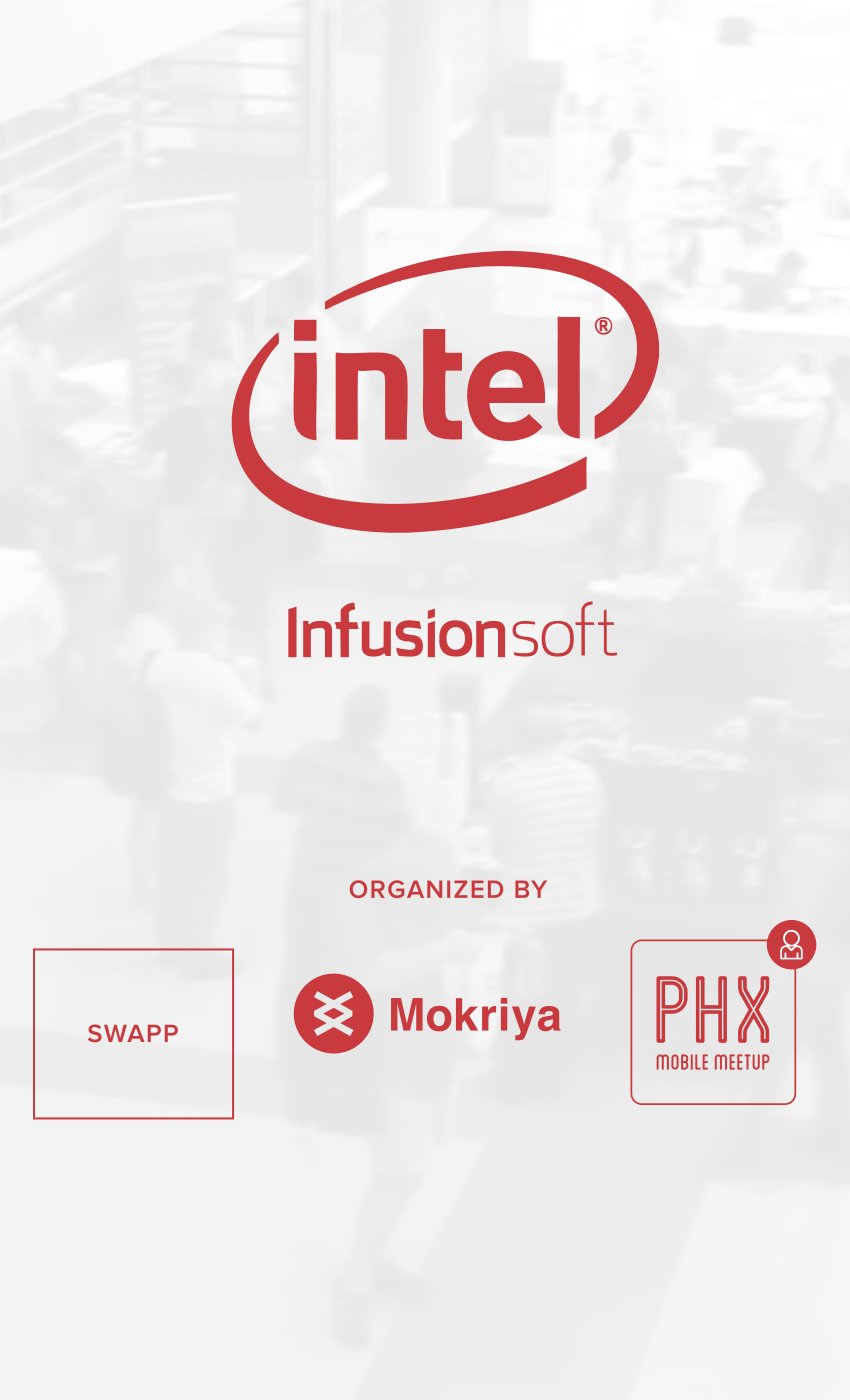 intel®
Infusionsoft
ORGANIZED BY
SWAPP
Mokriya
PHX
MOBILE MEETUP